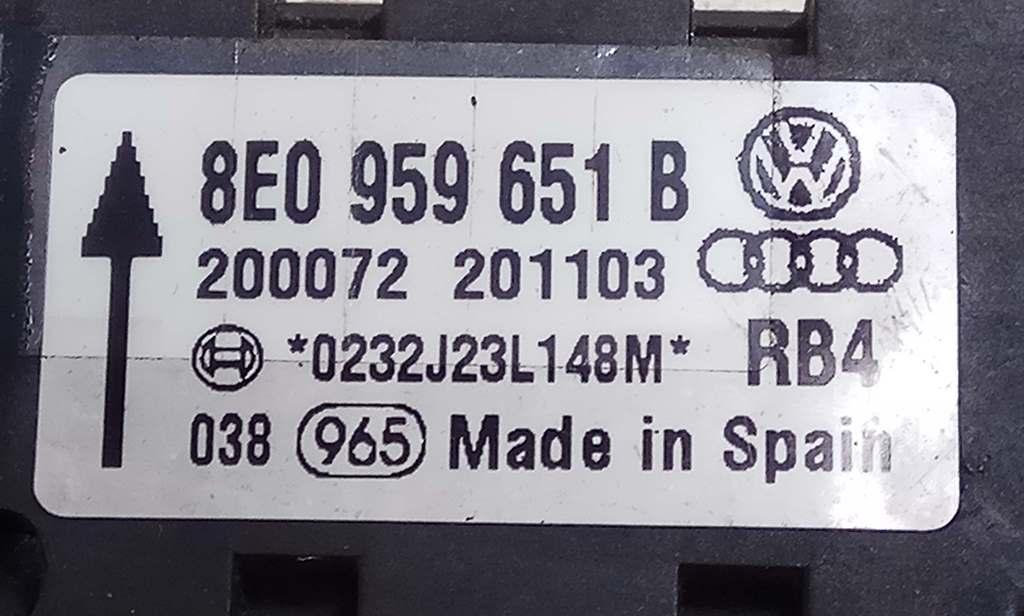 8E0 959 651 B
200072 201103
*0232J23L148M* RB4
038 965 Made in Spain